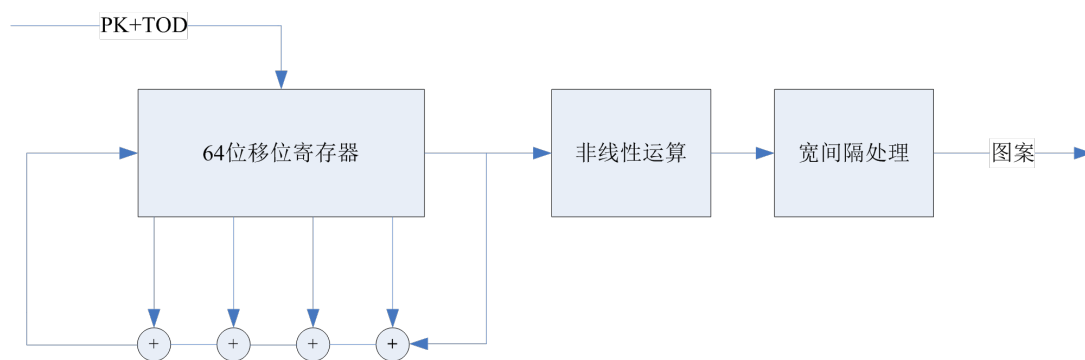 PK+TOD
64位移位寄存器
非线性运算
宽间隔处理
图案
+ + + +